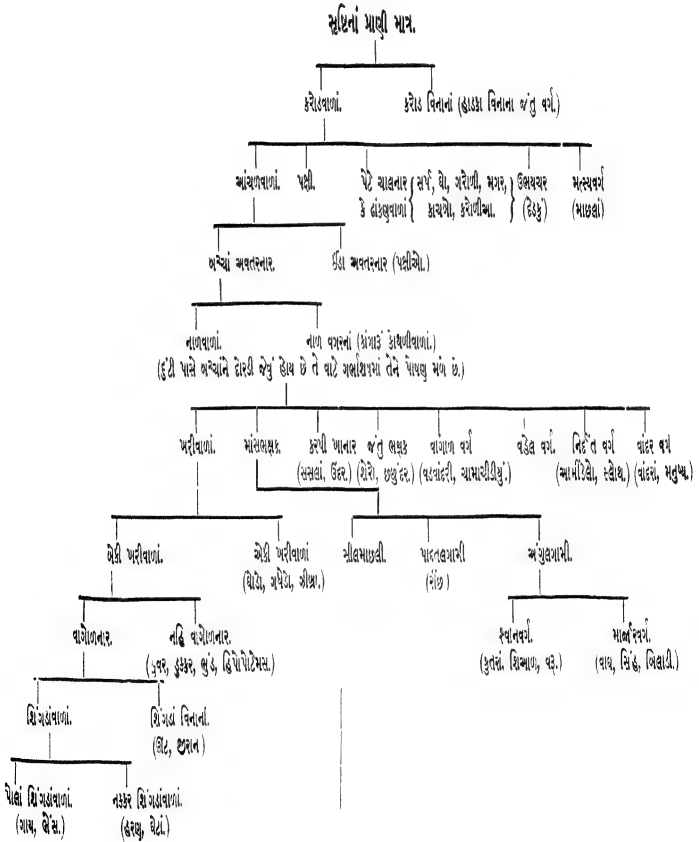 સૃષ્ટિનાં પ્રાણી માત્ર.
કરોડવાળાં. કરોડ વિનાનાં (હાડકા વિનાના જંતુ વર્ગ.)
આંચળવાળાં. પક્ષી. પેટે ચાલનાર { સર્પ, ઘો, ગરોળી, મગર, } ઉભયચર મત્સ્યવર્ગ
કે ઢાંકણવાળાં { કાચબો, કરોળીઆ. } (દેડકું) (માછલાં)
બચ્ચાં અવતરનાર. ઈંડા અવતરનાર (પક્ષીઓ.)
નાળવાળાં. નાળ વગરનાં (કાંગારૂં કોથળીવાળાં.)
(દુંટી પાસે બચ્ચાંને દોરડી જેવું હોય છે તે વાટે ગર્ભાશયમાં તેને પોષણ મળે છે.)
ખરીવાળાં. માંસભક્ષક. કરપી ખાનાર જંતુ ભક્ષક વાગોળ વર્ગ વહેલ વર્ગ. નિર્દંત વર્ગ વાંદર વર્ગ
(સસલાં, ઉંદર.) (શેરો, છછુંદર.) (વડવાદેરી, ચામાચીડીયું.) (આર્માડેલો, સ્લોથ.) (વાંદરાં, મનુષ્ય.)
બેકી ખરીવાળાં. એકી ખરીવાળાં સીલમાછલી. પાદતલગામી અંગુલગામી.
(ઘોડો, ગધેડો, ઝીબ્રા.) (રીંછ)
વાગોળનાર. નહિ વાગોળનાર. શ્વાનવર્ગ. માર્જારવર્ગ.
(સુવર, ડુક્કર, ભુંડ, હિપોપોટેમસ.) (કુતરાં, શિઆળ, વરૂ.) (વાઘ, સિંહ, બિલાડી.)
શિંગડાંવાળાં. શિંગડાં વિનાનાં
(ઊંટ, જીરાન)
પોલાં શિંગડાંવાળાં. નક્કર શિંગડાંવાળાં.
(ગાય, ભેંસ.) (હરણ, ઘેટાં.)